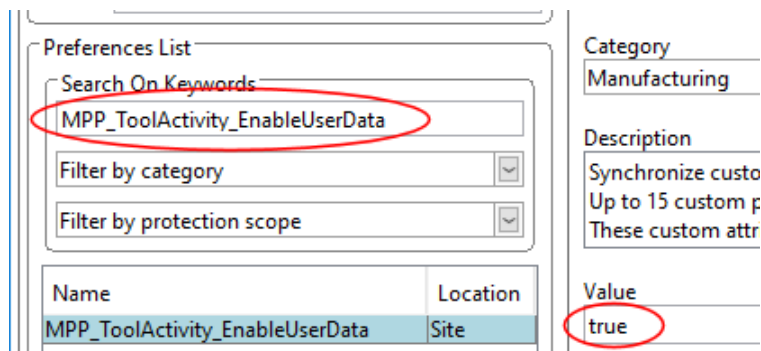 Preferences List
Search On Keywords
MPP_ToolActivity_EnableUserData
Filter by category
Filter by protection scope
Name Location
MPP_ToolActivity_EnableUserData Site
Category
Manufacturing
Description
Synchronize custo
Up to 15 custom p
These custom attr
Value
true